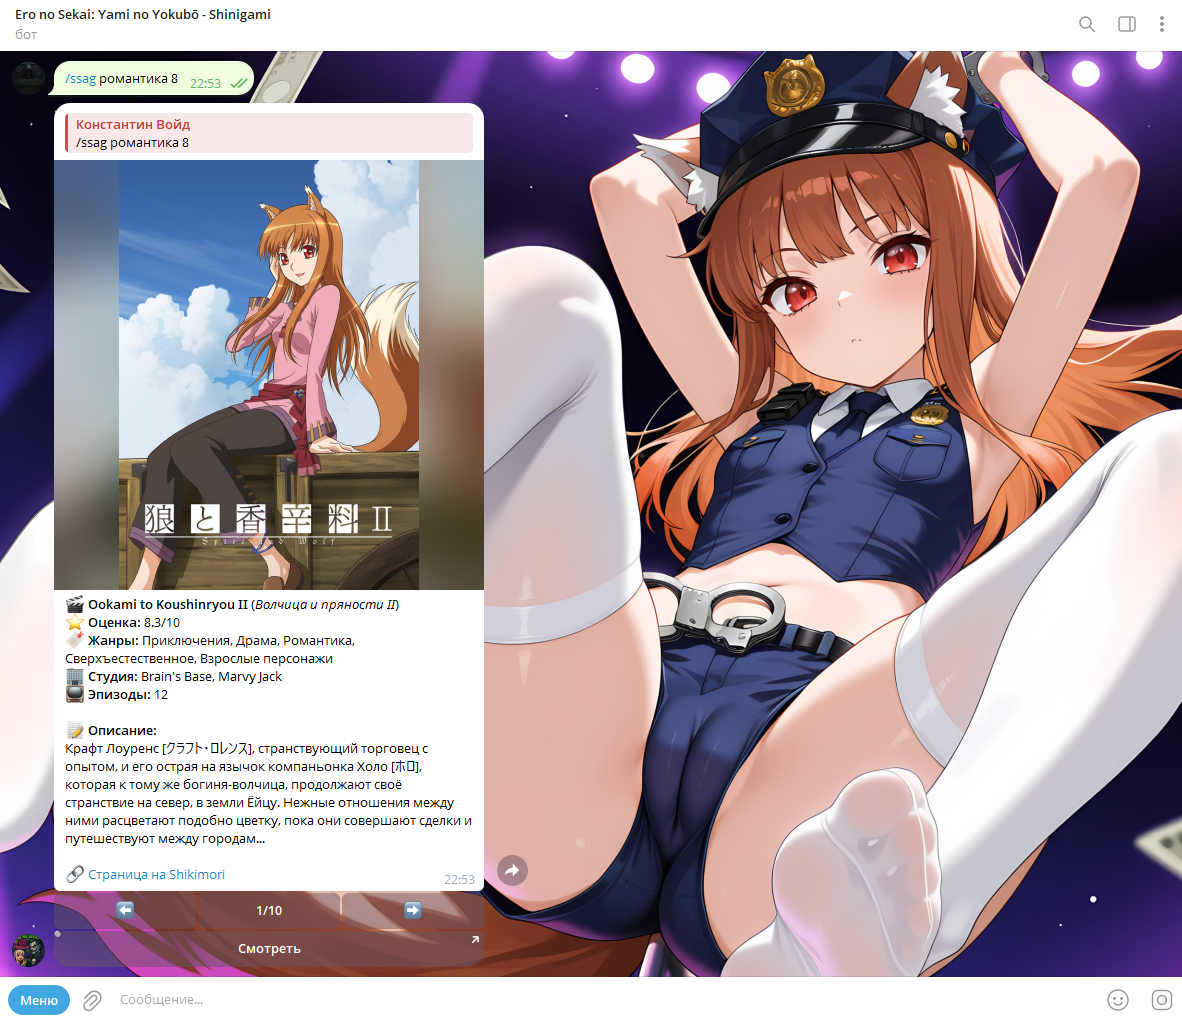 Ero no Sekai: Yami no Yokubō - Shinigami
бот
/ssag романтика 8 22:53
Константин Войд
/ssag романтика 8
狼と香辛料II
Spice and Wolf
Ookami to Koushinryou II (Волчица и пряности II)
Оценка: 8.3/10
Жанры: Приключения, Драма, Романтика,
Сверхъестественное, Взрослые персонажи
Студия: Brain's Base, Marvy Jack
Эпизоды: 12
Описание:
Крафт Лоуренс [クラフト・ロレンス], странствующий торговец с
опытом, и его острая на язычок компаньонка Холо [ホロ],
которая к тому же богиня-волчица, продолжают своё
странствие на север, в земли Ёйцу. Нежные отношения между
ними расцветают подобно цветку, пока они совершают сделки и
путешествуют между городам...
Страница на Shikimori
22:53
1/10
Смотреть
Меню
Сообщение...